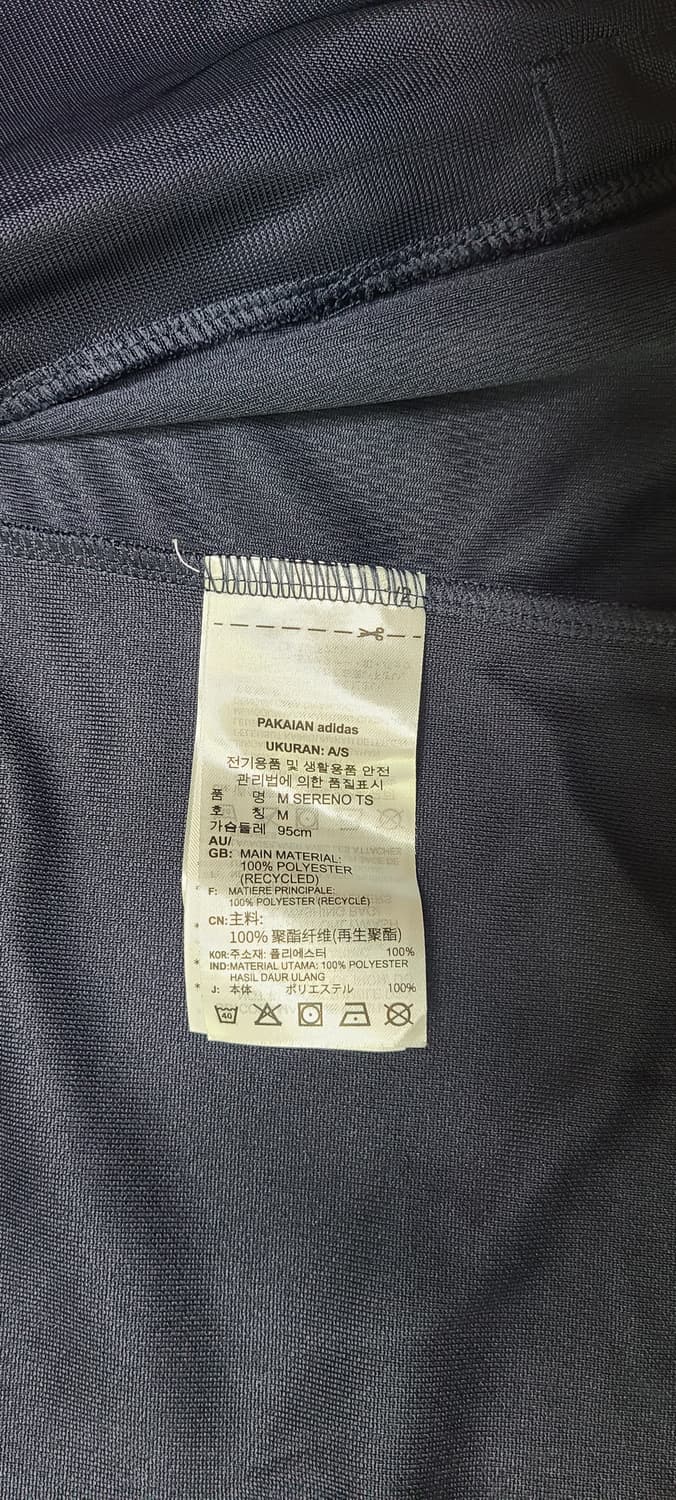 /2
PAKAIAN adidas
UKURAN: A/S
전기용품 및 생활용품 안전
관리법에 의한 품질표시
품 명 M SERENO TS
호 칭 M
가슴둘레 95cm
AU/
GB: MAIN MATERIAL:
100% POLYESTER
(RECYCLED)
F: MATIERE PRINCIPALE:
100% POLYESTER (RECYCLÉ)
CN: 主料:
100% 聚酯纤维(再生聚酯)
KOR: 주소재: 폴리에스터 100%
* IND: MATERIAL UTAMA: 100% POLYESTER
HASIL DAUR ULANG
* J: 本体 ポリエステル 100%
40